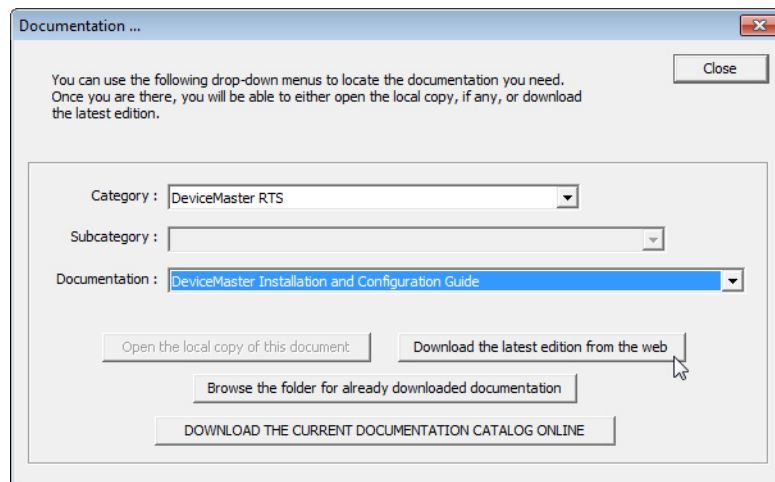 Documentation ...
Close
You can use the following drop-down menus to locate the documentation you need.
Once you are there, you will be able to either open the local copy, if any, or download
the latest edition.
Category : DeviceMaster RTS
Subcategory :
Documentation : DeviceMaster Installation and Configuration Guide
Open the local copy of this document Download the latest edition from the web
Browse the folder for already downloaded documentation
DOWNLOAD THE CURRENT DOCUMENTATION CATALOG ONLINE